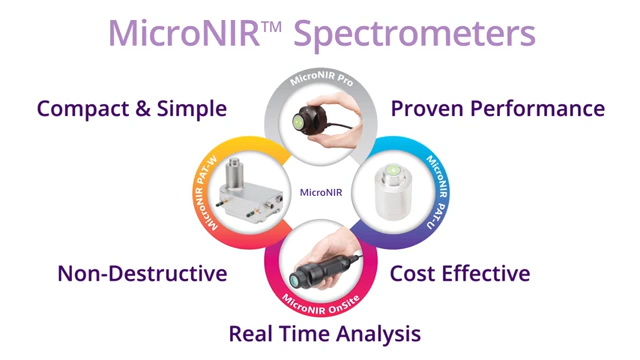 MicroNIR™ Spectrometers
MicroNIR Pro
Compact & Simple
Proven Performance
MicroNIR PAT-W
MicroNIR
MicroNIR PAT-U
Non-Destructive
Cost Effective
MicroNIR OnSite
Real Time Analysis